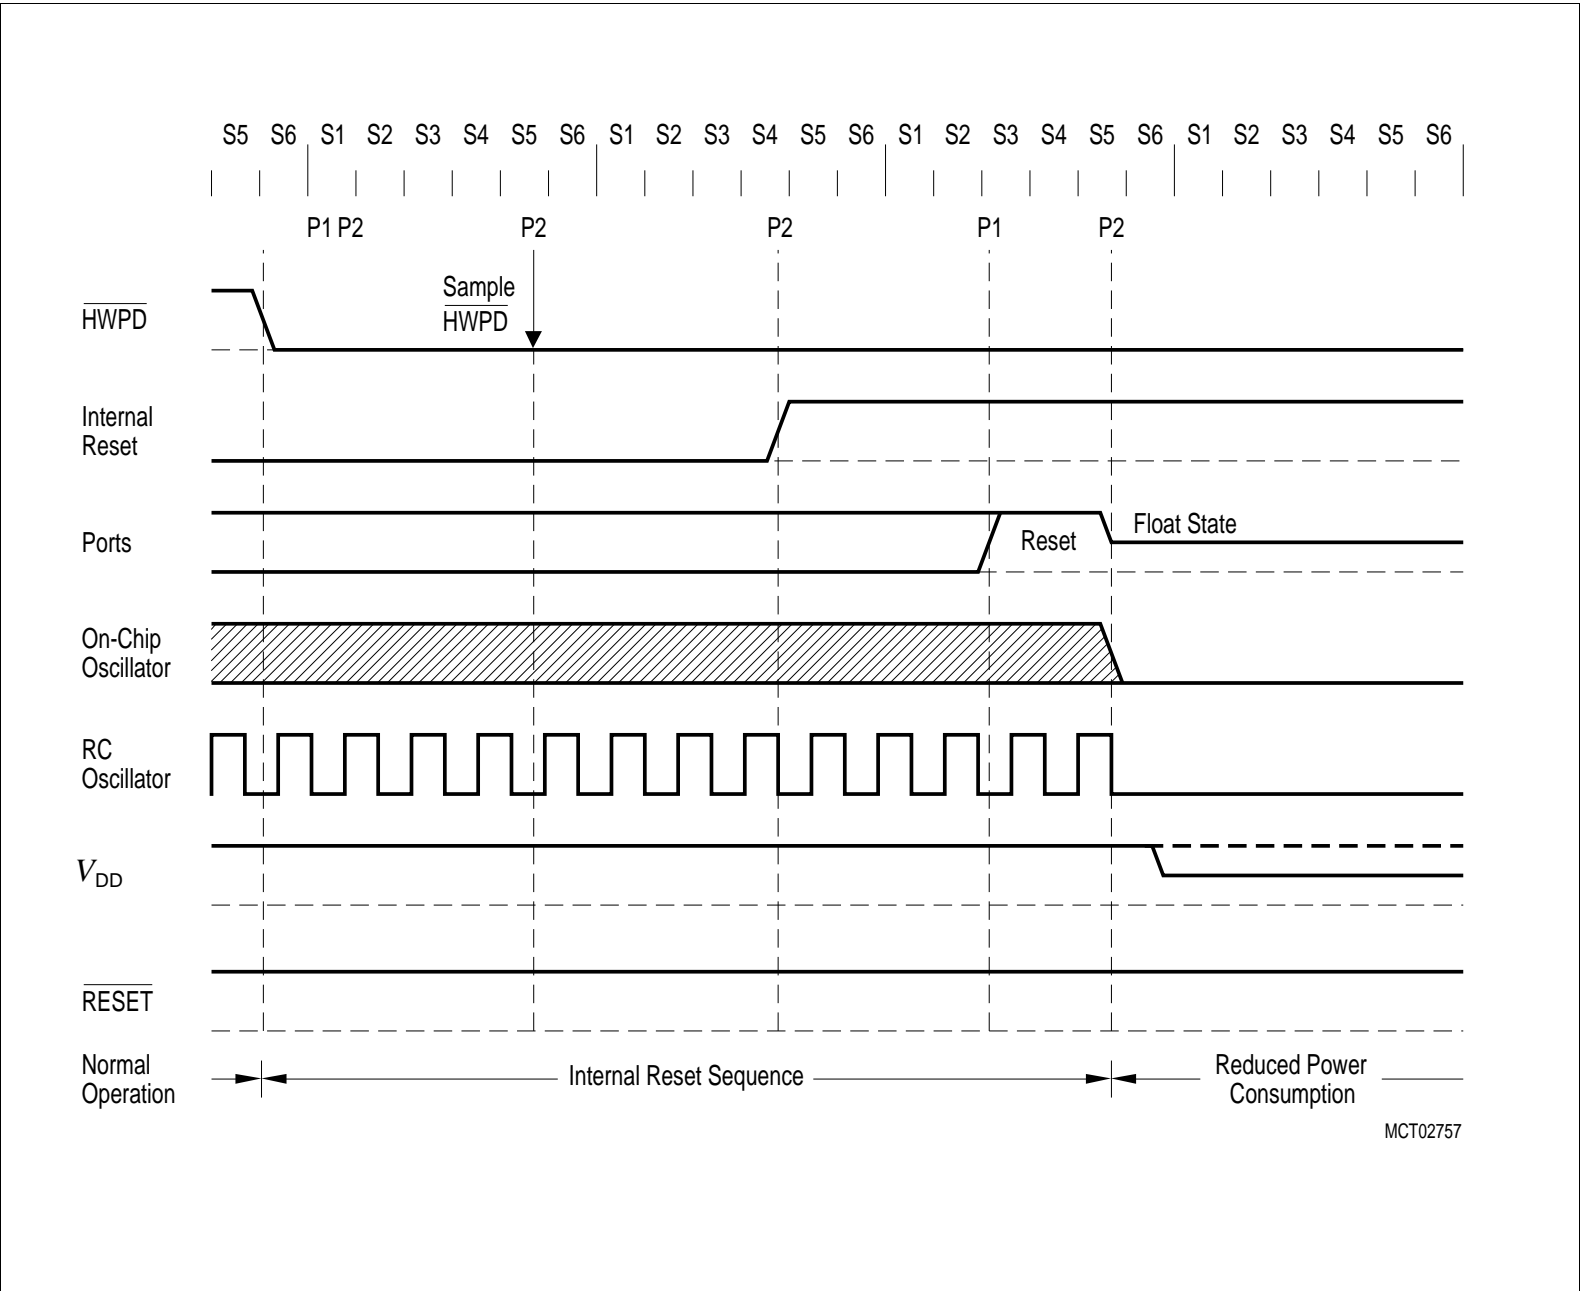 S5 S6 S1 S2 S3 S4 S5 S6 S1 S2 S3 S4 S5 S6 S1 S2 S3 S4 S5 S6 S1 S2 S3 S4 S5 S6
P1 P2 P2 P2 P1 P2
HWPD
Sample
HWPD
Internal
Reset
Ports
Reset
Float State
On-Chip
Oscillator
RC
Oscillator
VDD
RESET
Normal
Operation
Internal Reset Sequence
Reduced Power
Consumption
MCT02757